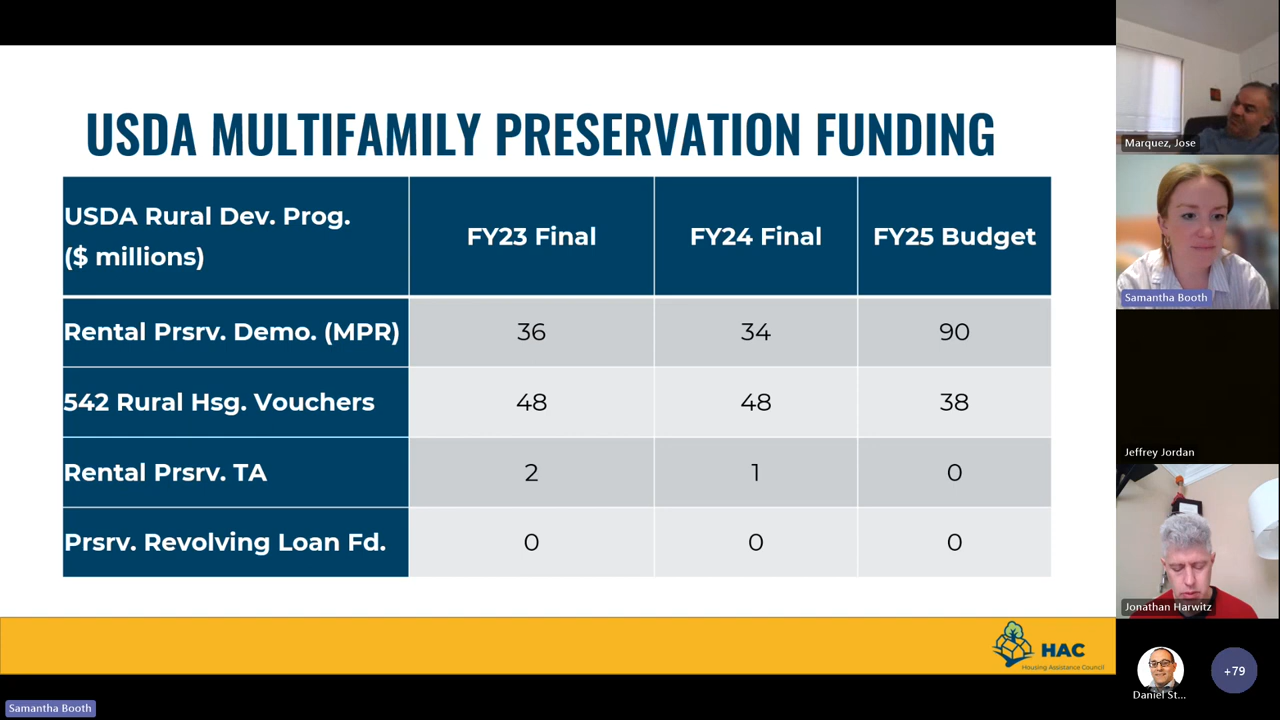 USDA MULTIFAMILY PRESERVATION FUNDING
USDA Rural Dev. Prog.
($ millions)
FY23 Final
FY24 Final
FY25 Budget
Rental Prsrv. Demo. (MPR)
36
34
90
542 Rural Hsg. Vouchers
48
48
38
Rental Prsrv. TA
2
1
0
Prsrv. Revolving Loan Fd.
0
0
0
HAC
Housing Assistance Council
Samantha Booth
Marquez, Jose
Samantha Booth
Jeffrey Jordan
Jonathan Harwitz
Daniel St...
+79